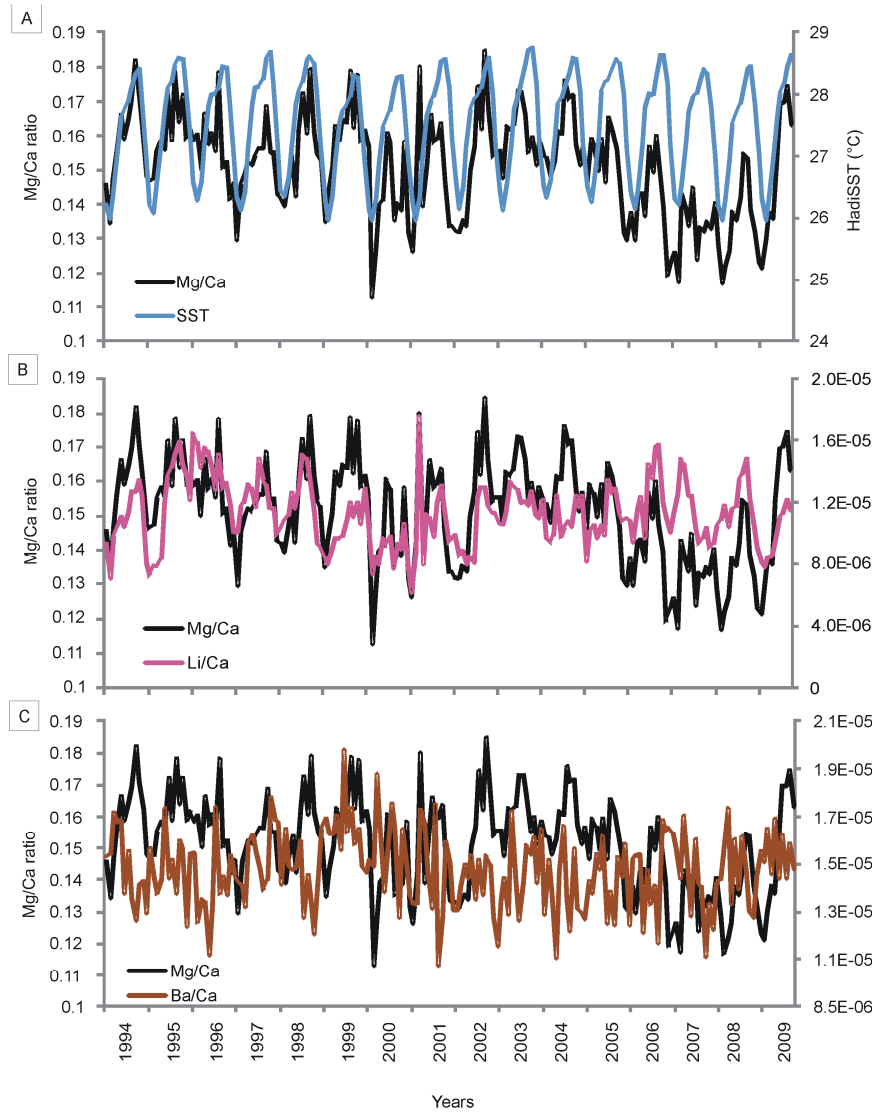 A
Mg/Ca ratio
0.19
0.18
0.17
0.16
0.15
0.14
0.13
0.12
0.11
0.1
Mg/Ca
SST
29
28
27
26
25
24
HadiSST (°C)
B
Mg/Ca ratio
0.19
0.18
0.17
0.16
0.15
0.14
0.13
0.12
0.11
0.1
Mg/Ca
Li/Ca
2.0E-05
1.6E-05
1.2E-05
8.0E-06
4.0E-06
0
C
Mg/Ca ratio
0.19
0.18
0.17
0.16
0.15
0.14
0.13
0.12
0.11
0.1
Mg/Ca
Ba/Ca
2.1E-05
1.9E-05
1.7E-05
1.5E-05
1.3E-05
1.1E-05
8.5E-06
1994
1995
1996
1997
1998
1999
2000
2001
2002
2003
2004
2005
2006
2007
2008
2009
Years